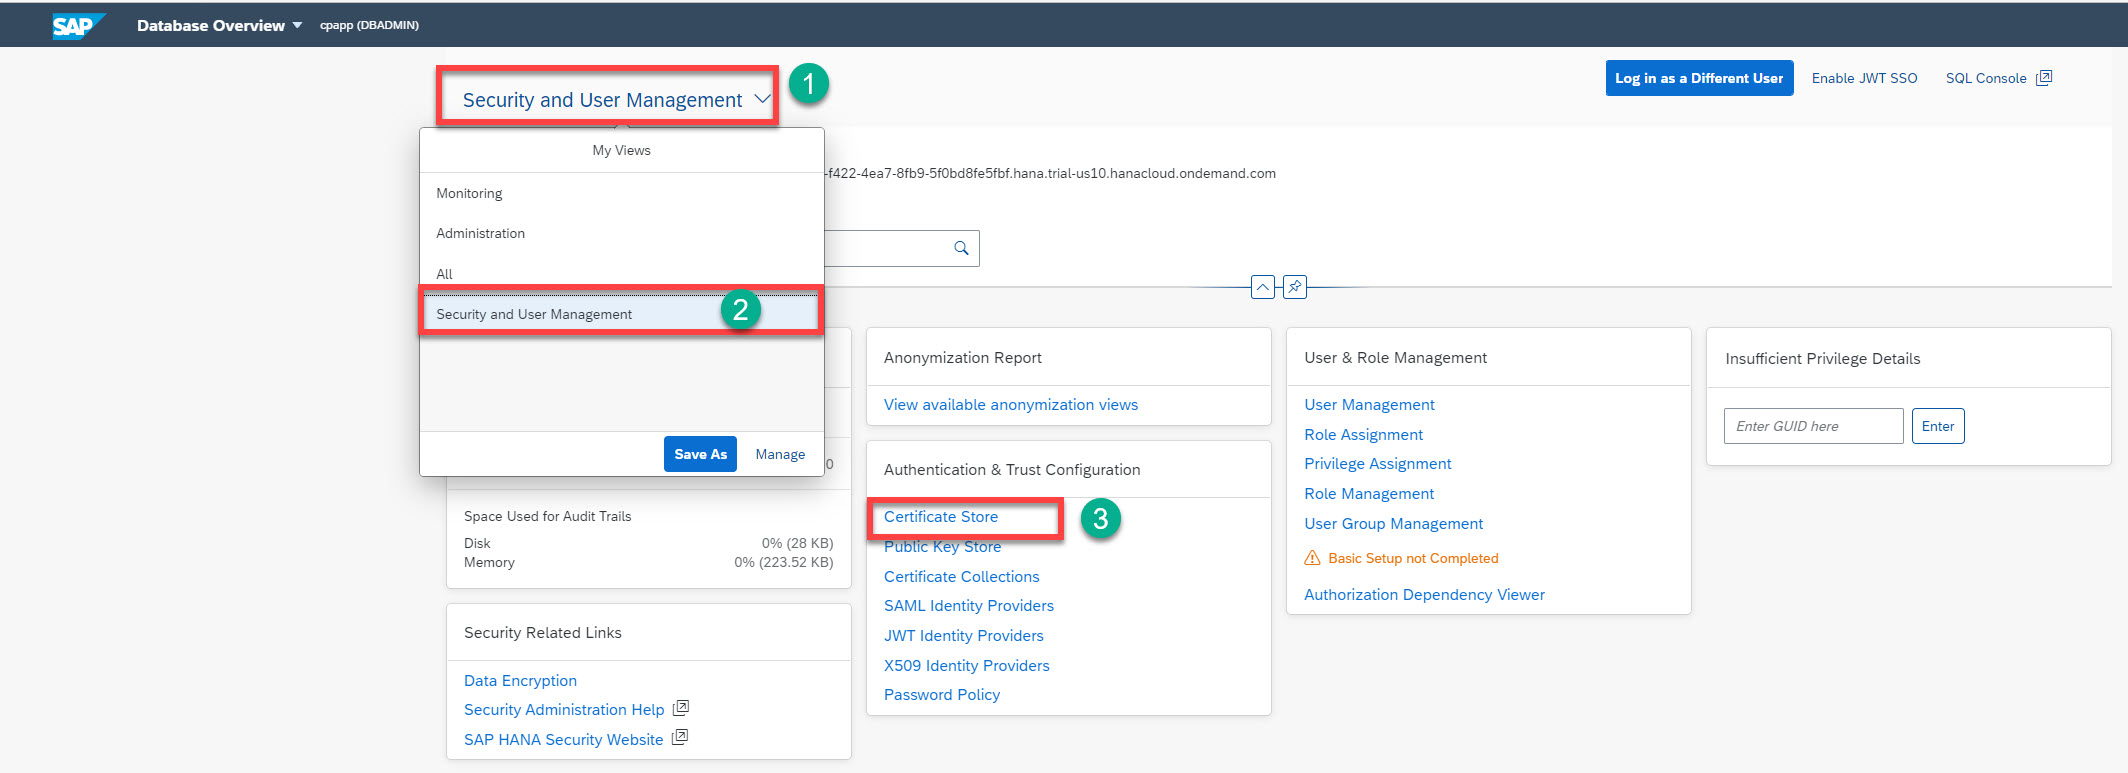 SAP Database Overview cpapp (DBADMIN)
Security and User Management 1
Log in as a Different User Enable JWT SSO SQL Console
My Views
Monitoring
Administration
All
Security and User Management 2
Save As Manage
-f422-4ea7-8fb9-5f0bd8fe5fbf.hana.trial-us10.hanacloud.ondemand.com
0
Space Used for Audit Trails
Disk 0% (28 KB)
Memory 0% (223.52 KB)
Security Related Links
Data Encryption
Security Administration Help
SAP HANA Security Website
Anonymization Report
View available anonymization views
Authentication & Trust Configuration
Certificate Store 3
Public Key Store
Certificate Collections
SAML Identity Providers
JWT Identity Providers
X509 Identity Providers
Password Policy
User & Role Management
User Management
Role Assignment
Privilege Assignment
Role Management
User Group Management
Basic Setup not Completed
Authorization Dependency Viewer
Insufficient Privilege Details
Enter GUID here Enter